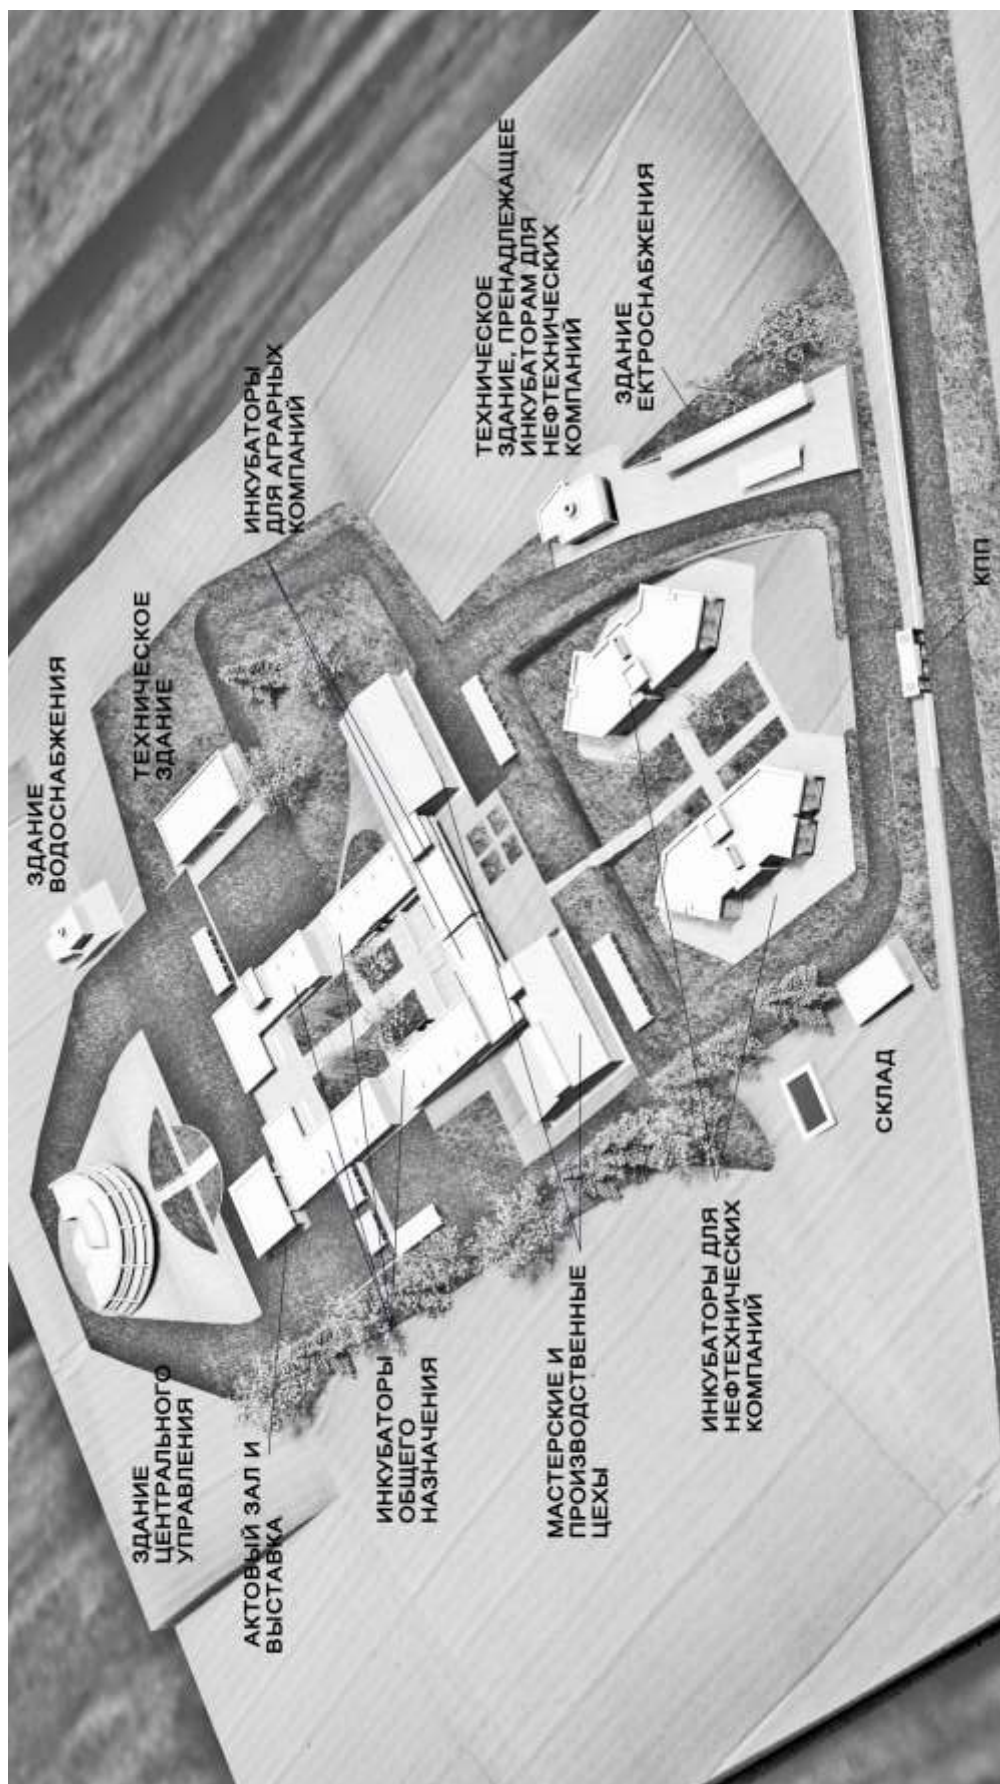 ЗДАНИЕ
ЦЕНТРАЛЬНОГО
УПРАВЛЕНИЯ
АКТОВЫЙ ЗАЛ И
ВЫСТАВКА
ИНКУБАТОРЫ
ОБЩЕГО
НАЗНАЧЕНИЯ
МАСТЕРСКИЕ И
ПРОИЗВОДСТВЕННЫЕ
ЦЕХЫ
ИНКУБАТОРЫ ДЛЯ
НЕФТЕХНИЧЕСКИХ
КОМПАНИЙ
СКЛАД
ЗДАНИЕ
ВОДОСНАБЖЕНИЯ
ТЕХНИЧЕСКОЕ
ЗДАНИЕ
ИНКУБАТОРЫ
ДЛЯ АГРАРНЫХ
КОМПАНИЙ
ТЕХНИЧЕСКОЕ
ЗДАНИЕ, ПРЕНАДЛЕЖАЩЕЕ
ИНКУБАТОРАМ ДЛЯ
НЕФТЕХНИЧЕСКИХ
КОМПАНИЙ
ЗДАНИЕ
ЕКТРОСНАБЖЕНИЯ
КПП